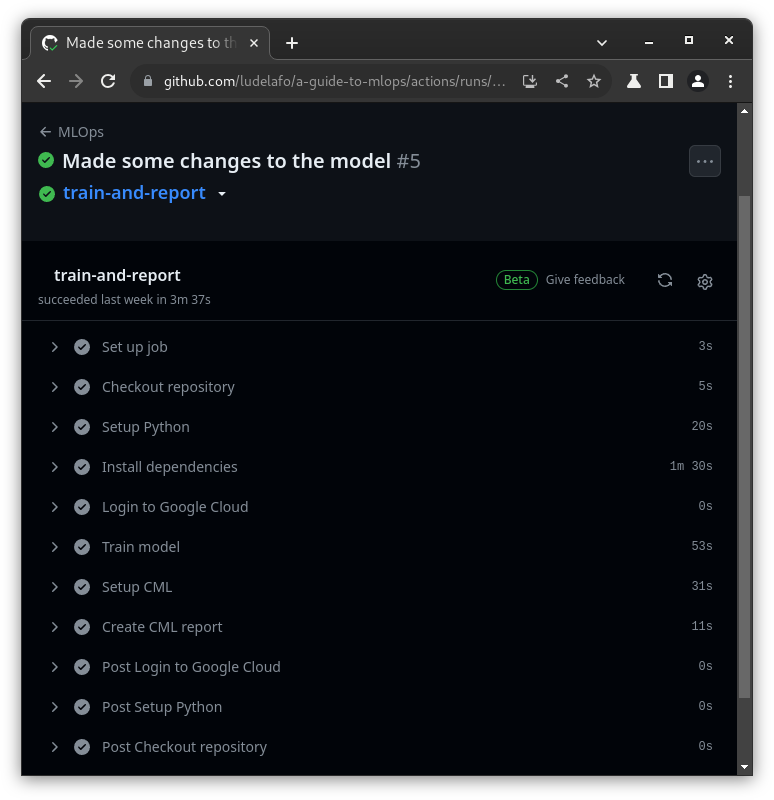 Made some changes to th
github.com/ludelafo/a-guide-to-mlops/actions/runs/...
MLOps
Made some changes to the model #5
train-and-report
train-and-report
Beta Give feedback
succeeded last week in 3m 37s
Set up job 3s
Checkout repository 5s
Setup Python 20s
Install dependencies 1m 30s
Login to Google Cloud 0s
Train model 53s
Setup CML 31s
Create CML report 11s
Post Login to Google Cloud 0s
Post Setup Python 0s
Post Checkout repository 0s